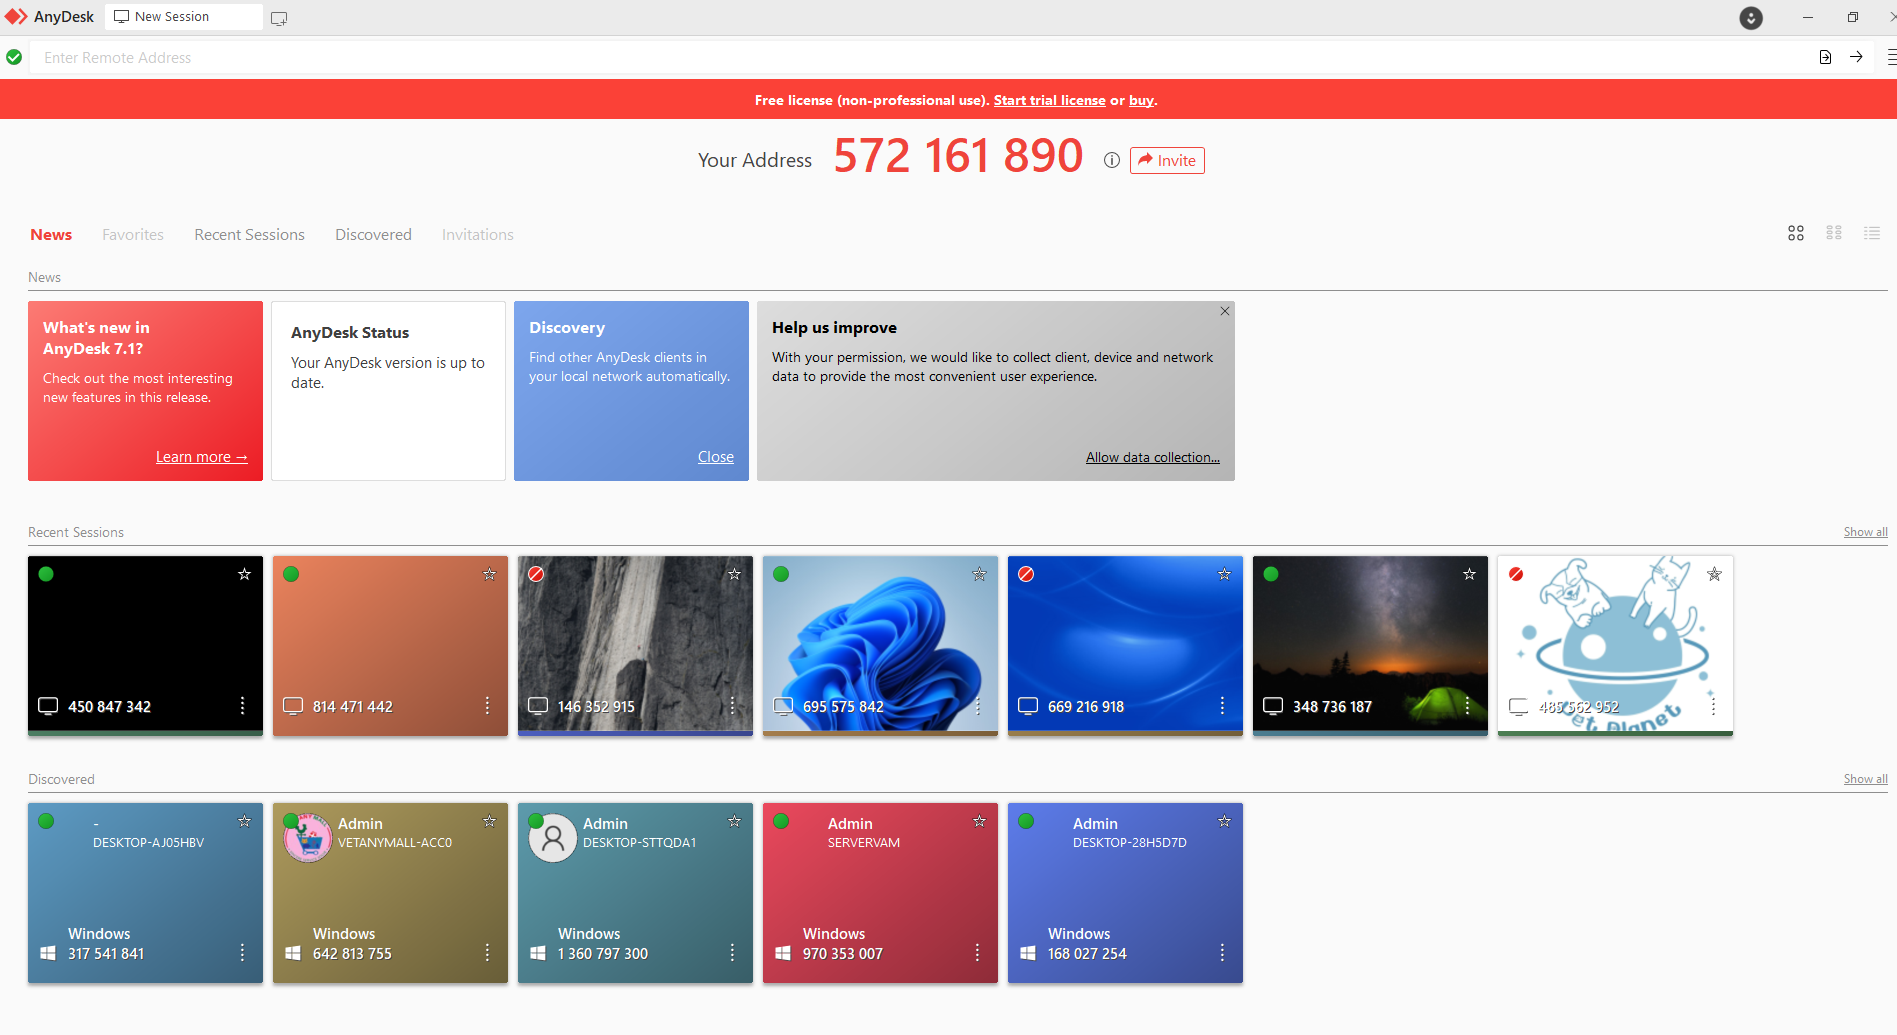 AnyDesk
New Session
Enter Remote Address
Free license (non-professional use). Start trial license or buy.
Your Address 572 161 890 Invite
News Favorites Recent Sessions Discovered Invitations
News
What's new in
AnyDesk 7.1?
Check out the most interesting
new features in this release.
Learn more →
AnyDesk Status
Your AnyDesk version is up to
date.
Discovery
Find other AnyDesk clients in
your local network automatically.
Close
Help us improve
With your permission, we would like to collect client, device and network
data to provide the most convenient user experience.
Allow data collection...
Recent Sessions
Show all
450 847 342
814 471 442
146 352 915
695 575 842
669 216 918
348 736 187
485 562 952
Pet Planet
Discovered
Show all
-
DESKTOP-AJ05HBV
Windows
317 541 841
Admin
VETANYMALL-ACC0
Windows
642 813 755
Admin
DESKTOP-STTQDA1
Windows
1 360 797 300
Admin
SERVERVAM
Windows
970 353 007
Admin
DESKTOP-28H5D7D
Windows
168 027 254